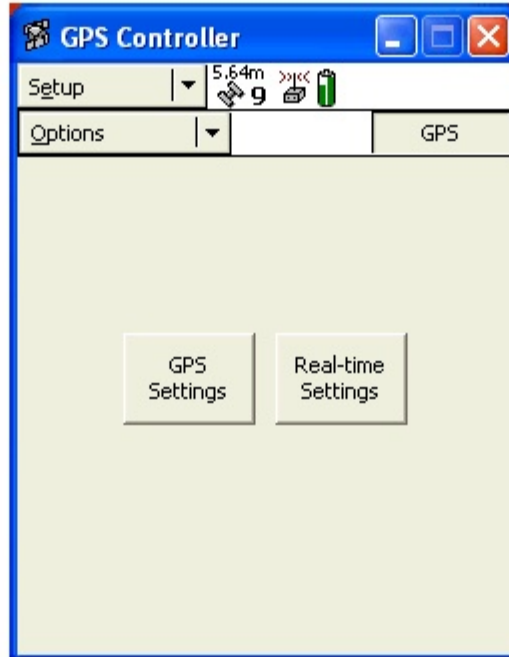 GPS Controller
Setup
5.64m
9
Options
GPS
GPS
Settings
Real-time
Settings